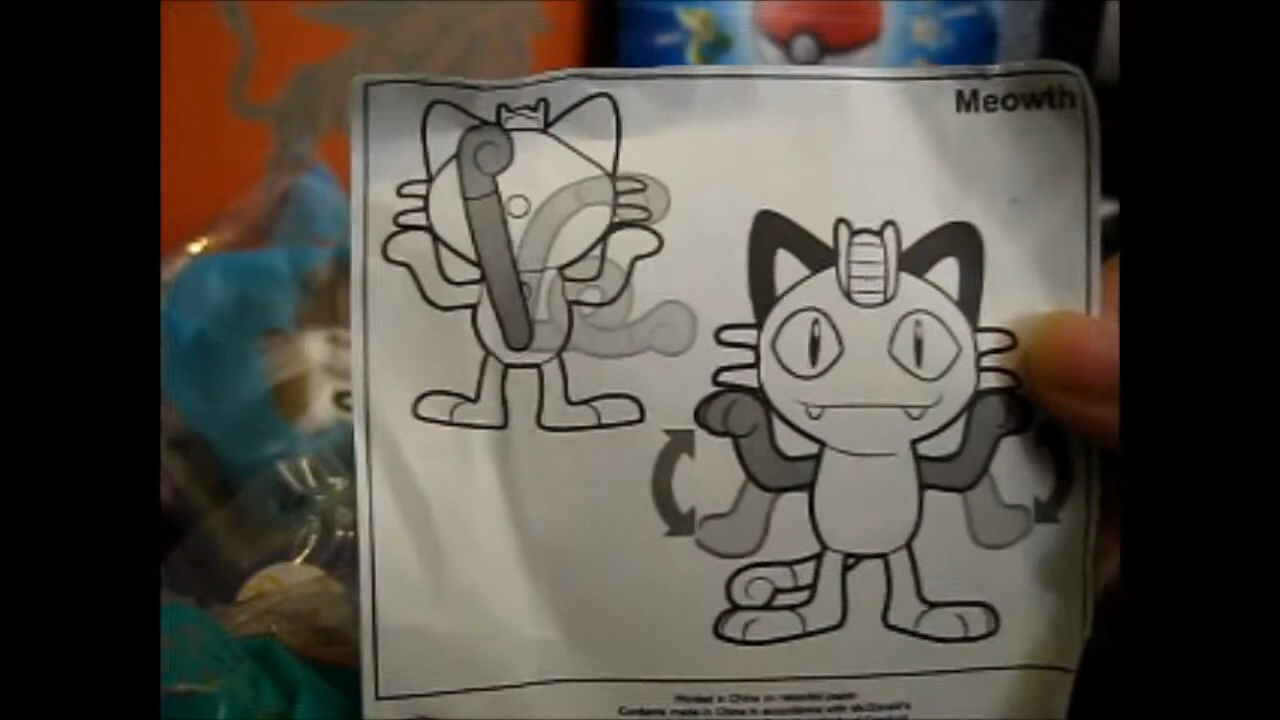 Meowth
Printed in China on recycled paper
Contents made in China in accordance with McDonald's